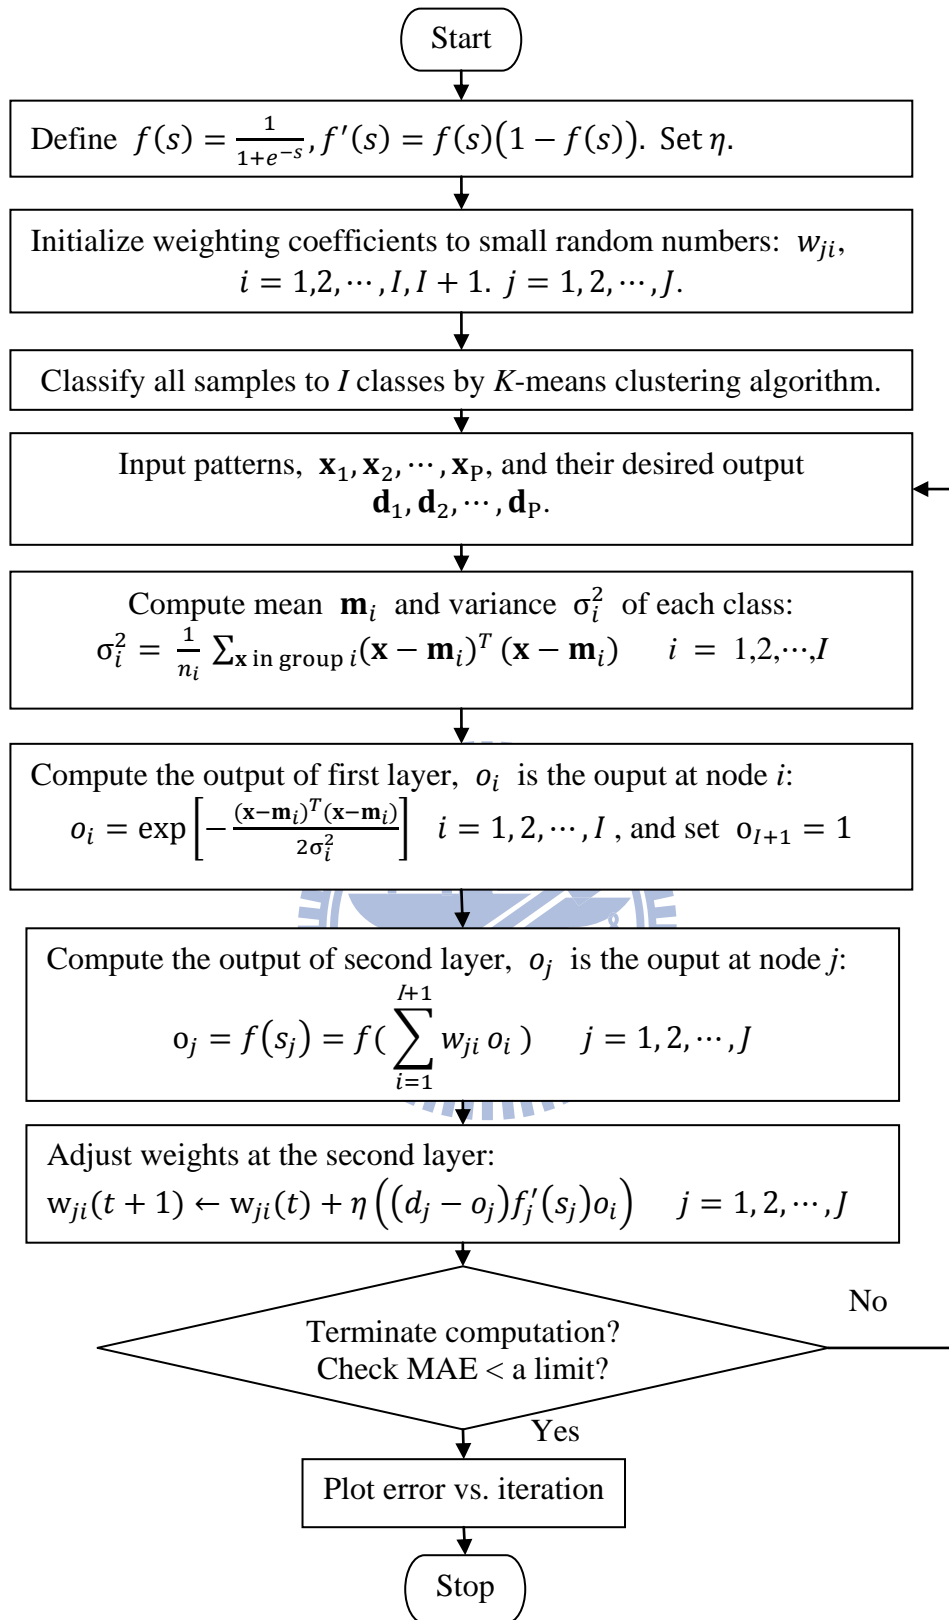 Start
Define f(s) = \frac{1}{1+e^{-s}}, f'(s) = f(s)(1 − f(s)). Set η.
Initialize weighting coefficients to small random numbers: w_{ji},
i = 1,2, ⋯, I, I + 1. j = 1, 2, ⋯, J.
Classify all samples to I classes by K-means clustering algorithm.
Input patterns, x_1, x_2, ⋯, x_P, and their desired output
d_1, d_2, ⋯, d_P.
Compute mean m_i and variance σ_i^2 of each class:
σ_i^2 = \frac{1}{n_i} ∑_{x in group i}(x − m_i)^T (x − m_i) i = 1,2,⋯,I
Compute the output of first layer, o_i is the ouput at node i:
o_i = exp[−\frac{(x−m_i)^T(x−m_i)}{2σ_i^2}] i = 1, 2, ⋯, I , and set o_{I+1} = 1
Compute the output of second layer, o_j is the ouput at node j:
o_j = f(s_j) = f( ∑_{i=1}^{I+1} w_{ji} o_i ) j = 1, 2, ⋯, J
Adjust weights at the second layer:
w_{ji}(t + 1) ← w_{ji}(t) + η ((d_j − o_j)f_j'(s_j)o_i) j = 1, 2, ⋯, J
No
Terminate computation?
Check MAE < a limit?
Yes
Plot error vs. iteration
Stop